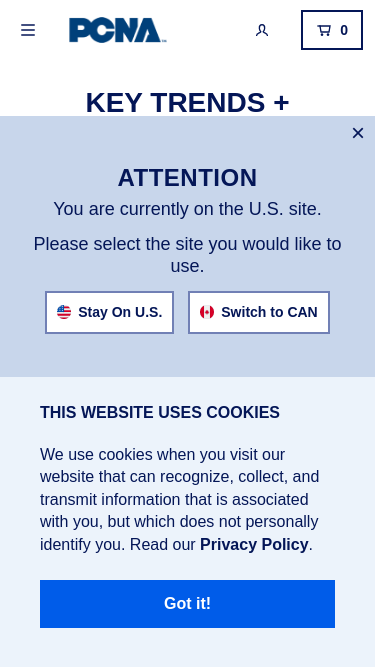 PCNA
0
KEY TRENDS +
ATTENTION
You are currently on the U.S. site.
Please select the site you would like to
use.
Stay On U.S.
Switch to CAN
THIS WEBSITE USES COOKIES
We use cookies when you visit our
website that can recognize, collect, and
transmit information that is associated
with you, but which does not personally
identify you. Read our Privacy Policy.
Got it!